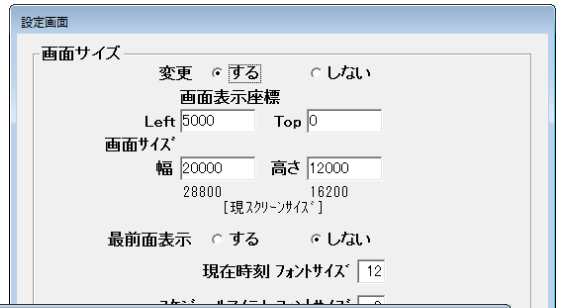 設定画面
画面サイズ
変更 する しない
画面表示座標
Left 5000 Top 0
画面ｻｲｽﾞ
幅 20000 高さ 12000
28800 16200
[現ｽｸﾘｰﾝｻｲｽﾞ]
最前面表示 する しない
現在時刻 ﾌｫﾝﾄｻｲｽﾞ 12